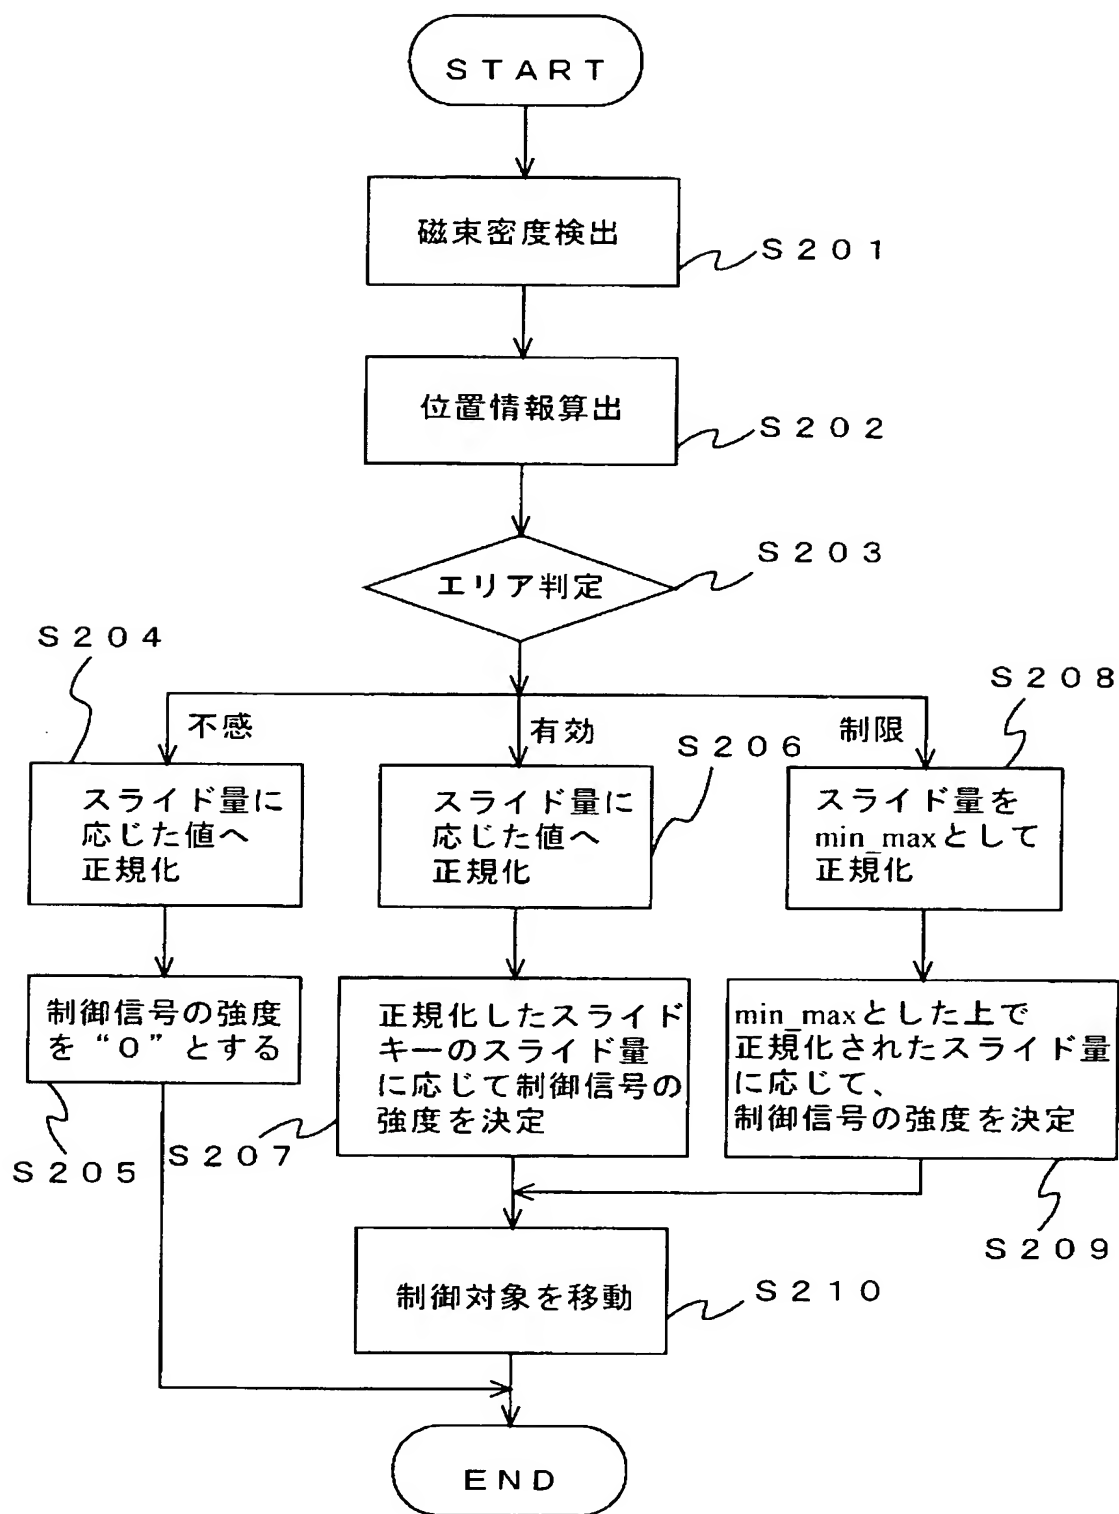 START
磁束密度検出
S201
位置情報算出
S202
エリア判定
S203
S204
不感
有効
制限
S206
S208
スライド量に
応じた値へ
正規化
スライド量に
応じた値へ
正規化
スライド量を
min_maxとして
正規化
制御信号の強度
を“0”とする
S205
正規化したスライド
キーのスライド量
に応じて制御信号の
強度を決定
S207
min_maxとした上で
正規化されたスライド量
に応じて、
制御信号の強度を決定
S209
制御対象を移動
S210
END